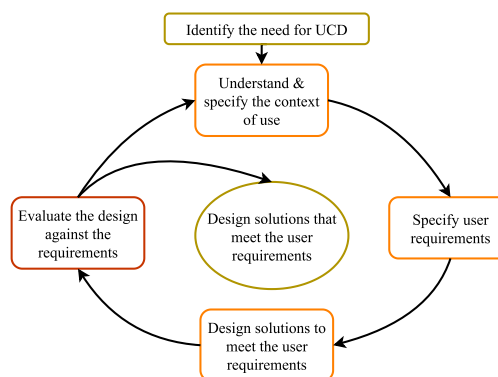 Identify the need for UCD
Understand &
specify the context
of use
Evaluate the design
against the
requirements
Design solutions that
meet the user
requirements
Specify user
requirements
Design solutions to
meet the user
requirements